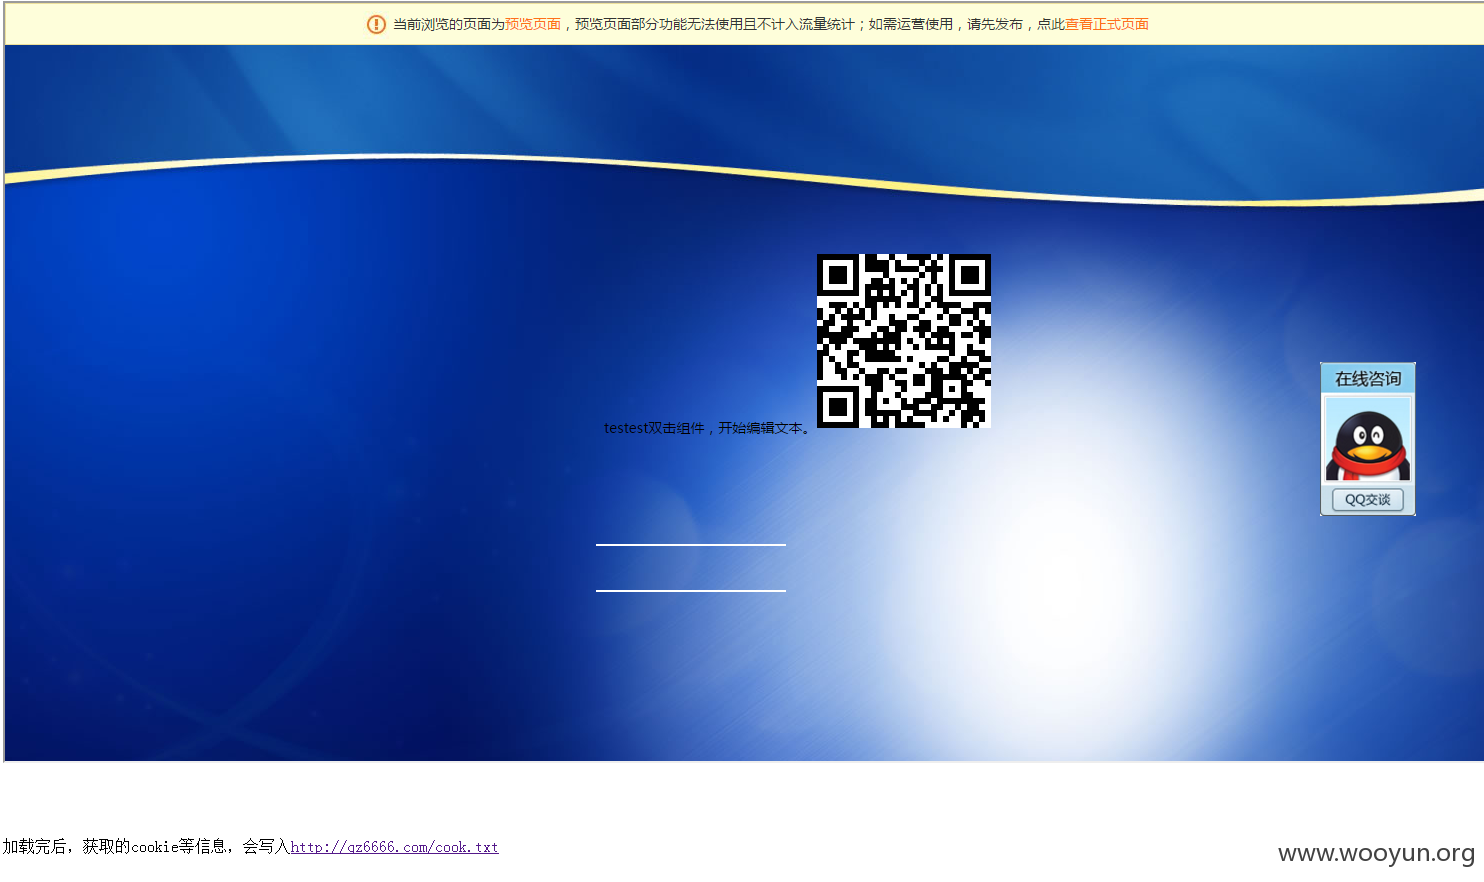 当前浏览的页面为预览页面，预览页面部分功能无法使用且不计入流量统计；如需运营使用，请先发布，点此查看正式页面
在线咨询
testest双击组件，开始编辑文本。
QQ交谈
加载完后，获取的cookie等信息，会写入http://qz6666.com/cook.txt
www.wooyun.org